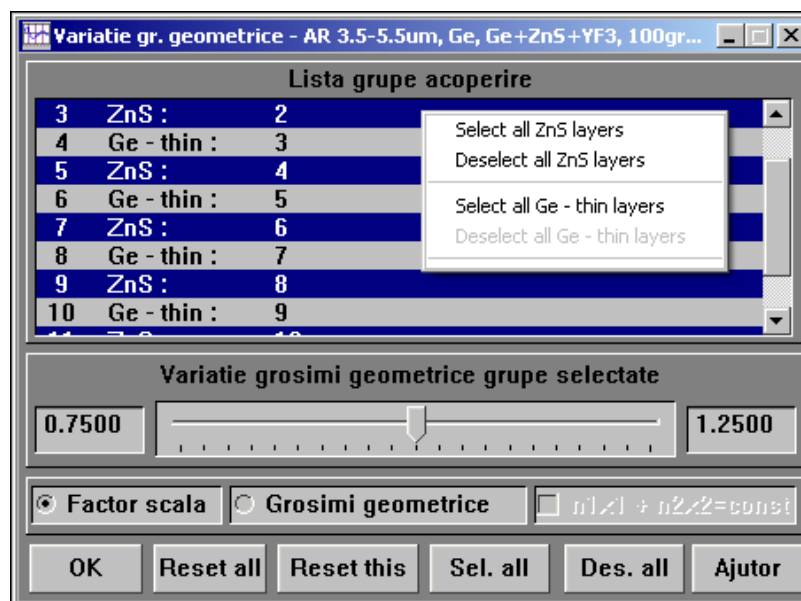 Variatie gr. geometrice - AR 3.5-5.5um, Ge, Ge+ZnS+YF3, 100gr...
Lista grupe acoperire
3 ZnS : 2
4 Ge - thin : 3
5 ZnS : 4
6 Ge - thin : 5
7 ZnS : 6
8 Ge - thin : 7
9 ZnS : 8
10 Ge - thin : 9
Select all ZnS layers
Deselect all ZnS layers
Select all Ge - thin layers
Deselect all Ge - thin layers
Variatie grosimi geometrice grupe selectate
0.7500
1.2500
Factor scala
Grosimi geometrice
n1x1 + n2x2=const
OK
Reset all
Reset this
Sel. all
Des. all
Ajutor